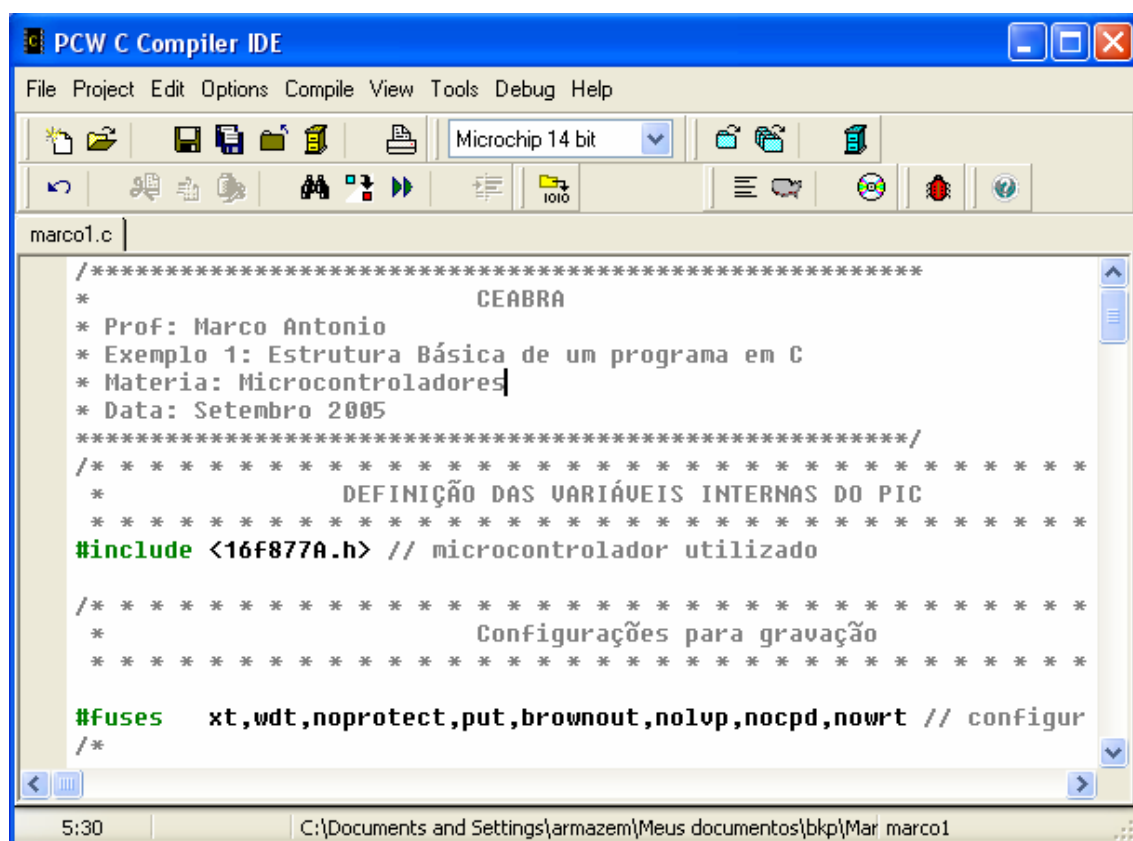 PCW C Compiler IDE
File Project Edit Options Compile View Tools Debug Help
Microchip 14 bit
marco1.c
/********************************************************
* CEABRA
* Prof: Marco Antonio
* Exemplo 1: Estrutura Básica de um programa em C
* Materia: Microcontroladores
* Data: Setembro 2005
********************************************************/
/* * * * * * * * * * * * * * * * * * * * * * * * * * * * * * * * * *
* DEFINIÇÃO DAS VARIÁVEIS INTERNAS DO PIC
* * * * * * * * * * * * * * * * * * * * * * * * * * * * * * * * * *
#include <16f877A.h> // microcontrolador utilizado
/* * * * * * * * * * * * * * * * * * * * * * * * * * * * * * * * * *
* Configurações para gravação
* * * * * * * * * * * * * * * * * * * * * * * * * * * * * * * * * *
#fuses xt,wdt,noprotect,put,brownout,nolvp,nocpd,nowrt // configur
/*
5:30 C:\Documents and Settings\armazem\Meus documentos\bkp\Mar marco1